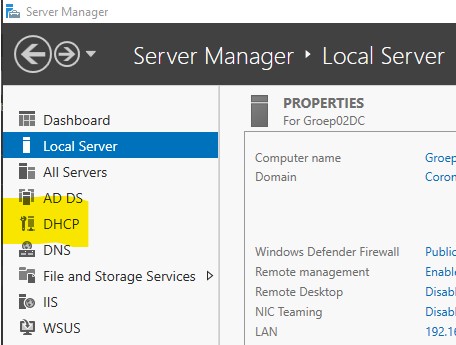 Server Manager
Server Manager ‣ Local Server
Dashboard
Local Server
All Servers
AD DS
DHCP
DNS
File and Storage Services
IIS
WSUS
PROPERTIES
For Groep02DC
Computer name Groep
Domain Coron
Windows Defender Firewall Public
Remote management Enable
Remote Desktop Disabl
NIC Teaming Disabl
LAN 192.16